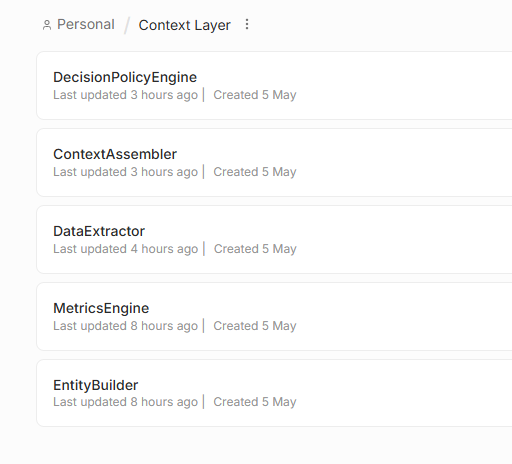 Personal / Context Layer
DecisionPolicyEngine
Last updated 3 hours ago | Created 5 May
ContextAssembler
Last updated 3 hours ago | Created 5 May
DataExtractor
Last updated 4 hours ago | Created 5 May
MetricsEngine
Last updated 8 hours ago | Created 5 May
EntityBuilder
Last updated 8 hours ago | Created 5 May